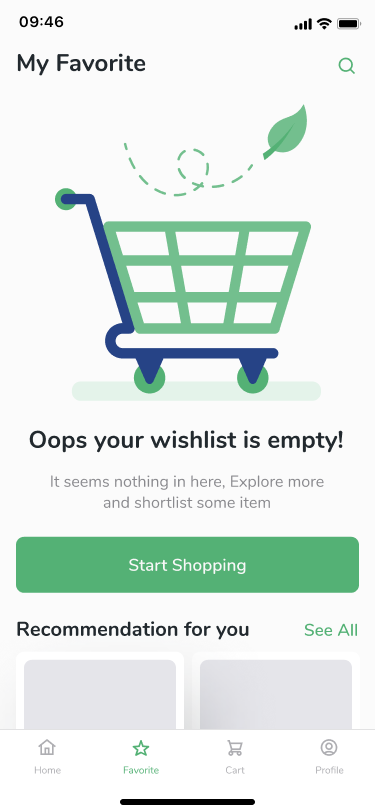 09:46
My Favorite
Oops your wishlist is empty!
It seems nothing in here, Explore more
and shortlist some item
Start Shopping
Recommendation for you See All
Home Favorite Cart Profile